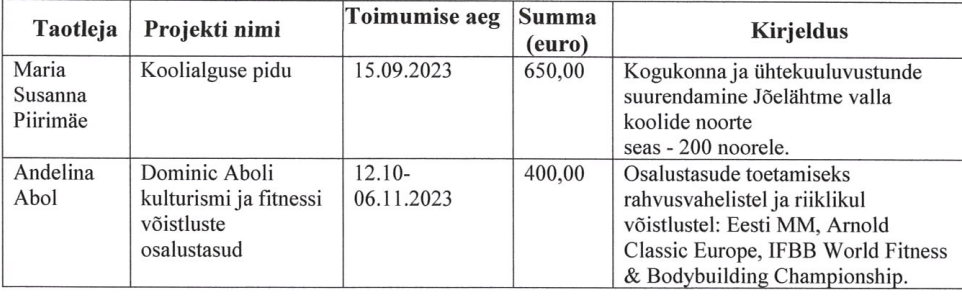 Taotleja Projekti nimi Toimumise aeg Summa (euro) Kirjeldus
Maria Susanna Piirimäe
Koolialguse pidu
15.09.2023
650,00
Kogukonna ja ühtekuuluvustunde
suurendamine Jõelähtme valla
koolide noorte
seas - 200 noorele.
Andelina Abol
Dominic Aboli
kulturismi ja fitnessi
võistluste
osalustasud
12.10-
06.11.2023
400,00
Osalustasude toetamiseks
rahvusvahelistel ja riiklikul
võistlustel: Eesti MM, Arnold
Classic Europe, IFBB World Fitness
& Bodybuilding Championship.